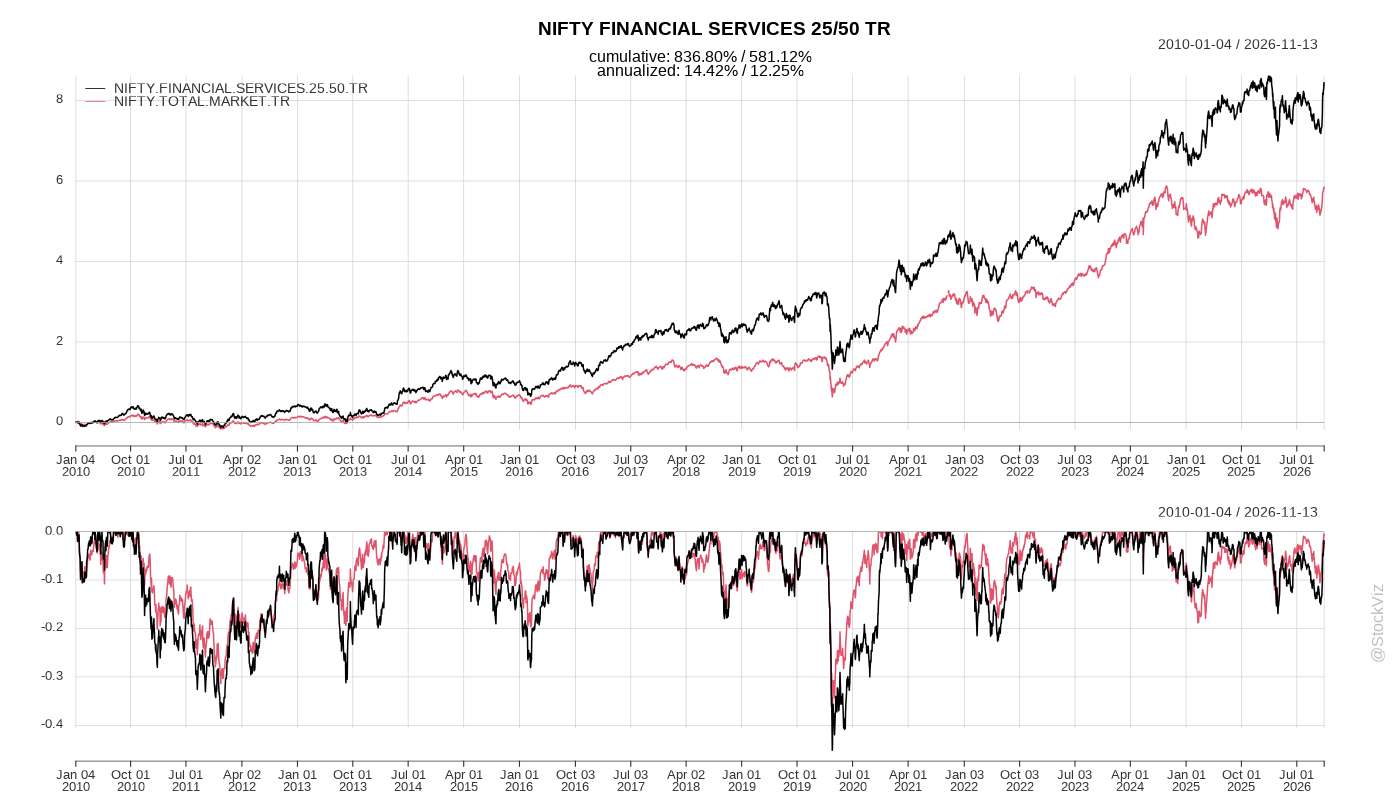 NIFTY FINANCIAL SERVICES 25/50 TR
2010-01-04 / 2026-11-13
cumulative: 836.80% / 581.12%
annualized: 14.42% / 12.25%
NIFTY.FINANCIAL.SERVICES.25.50.TR
NIFTY.TOTAL.MARKET.TR
8
6
4
2
0
Jan 04 Oct 01 Jul 01 Apr 02 Jan 01 Oct 01 Jul 01 Apr 01 Jan 01 Oct 03 Jul 03 Apr 02 Jan 01 Oct 01 Jul 01 Apr 01 Jan 03 Oct 03 Jul 03 Apr 01 Jan 01 Oct 01 Jul 01
2010 2010 2011 2012 2013 2013 2014 2015 2016 2016 2017 2018 2019 2019 2020 2021 2022 2022 2023 2024 2025 2025 2026
2010-01-04 / 2026-11-13
0.0
-0.1
-0.2
-0.3
-0.4
Jan 04 Oct 01 Jul 01 Apr 02 Jan 01 Oct 01 Jul 01 Apr 01 Jan 01 Oct 03 Jul 03 Apr 02 Jan 01 Oct 01 Jul 01 Apr 01 Jan 03 Oct 03 Jul 03 Apr 01 Jan 01 Oct 01 Jul 01
2010 2010 2011 2012 2013 2013 2014 2015 2016 2016 2017 2018 2019 2019 2020 2021 2022 2022 2023 2024 2025 2025 2026
@StockViz